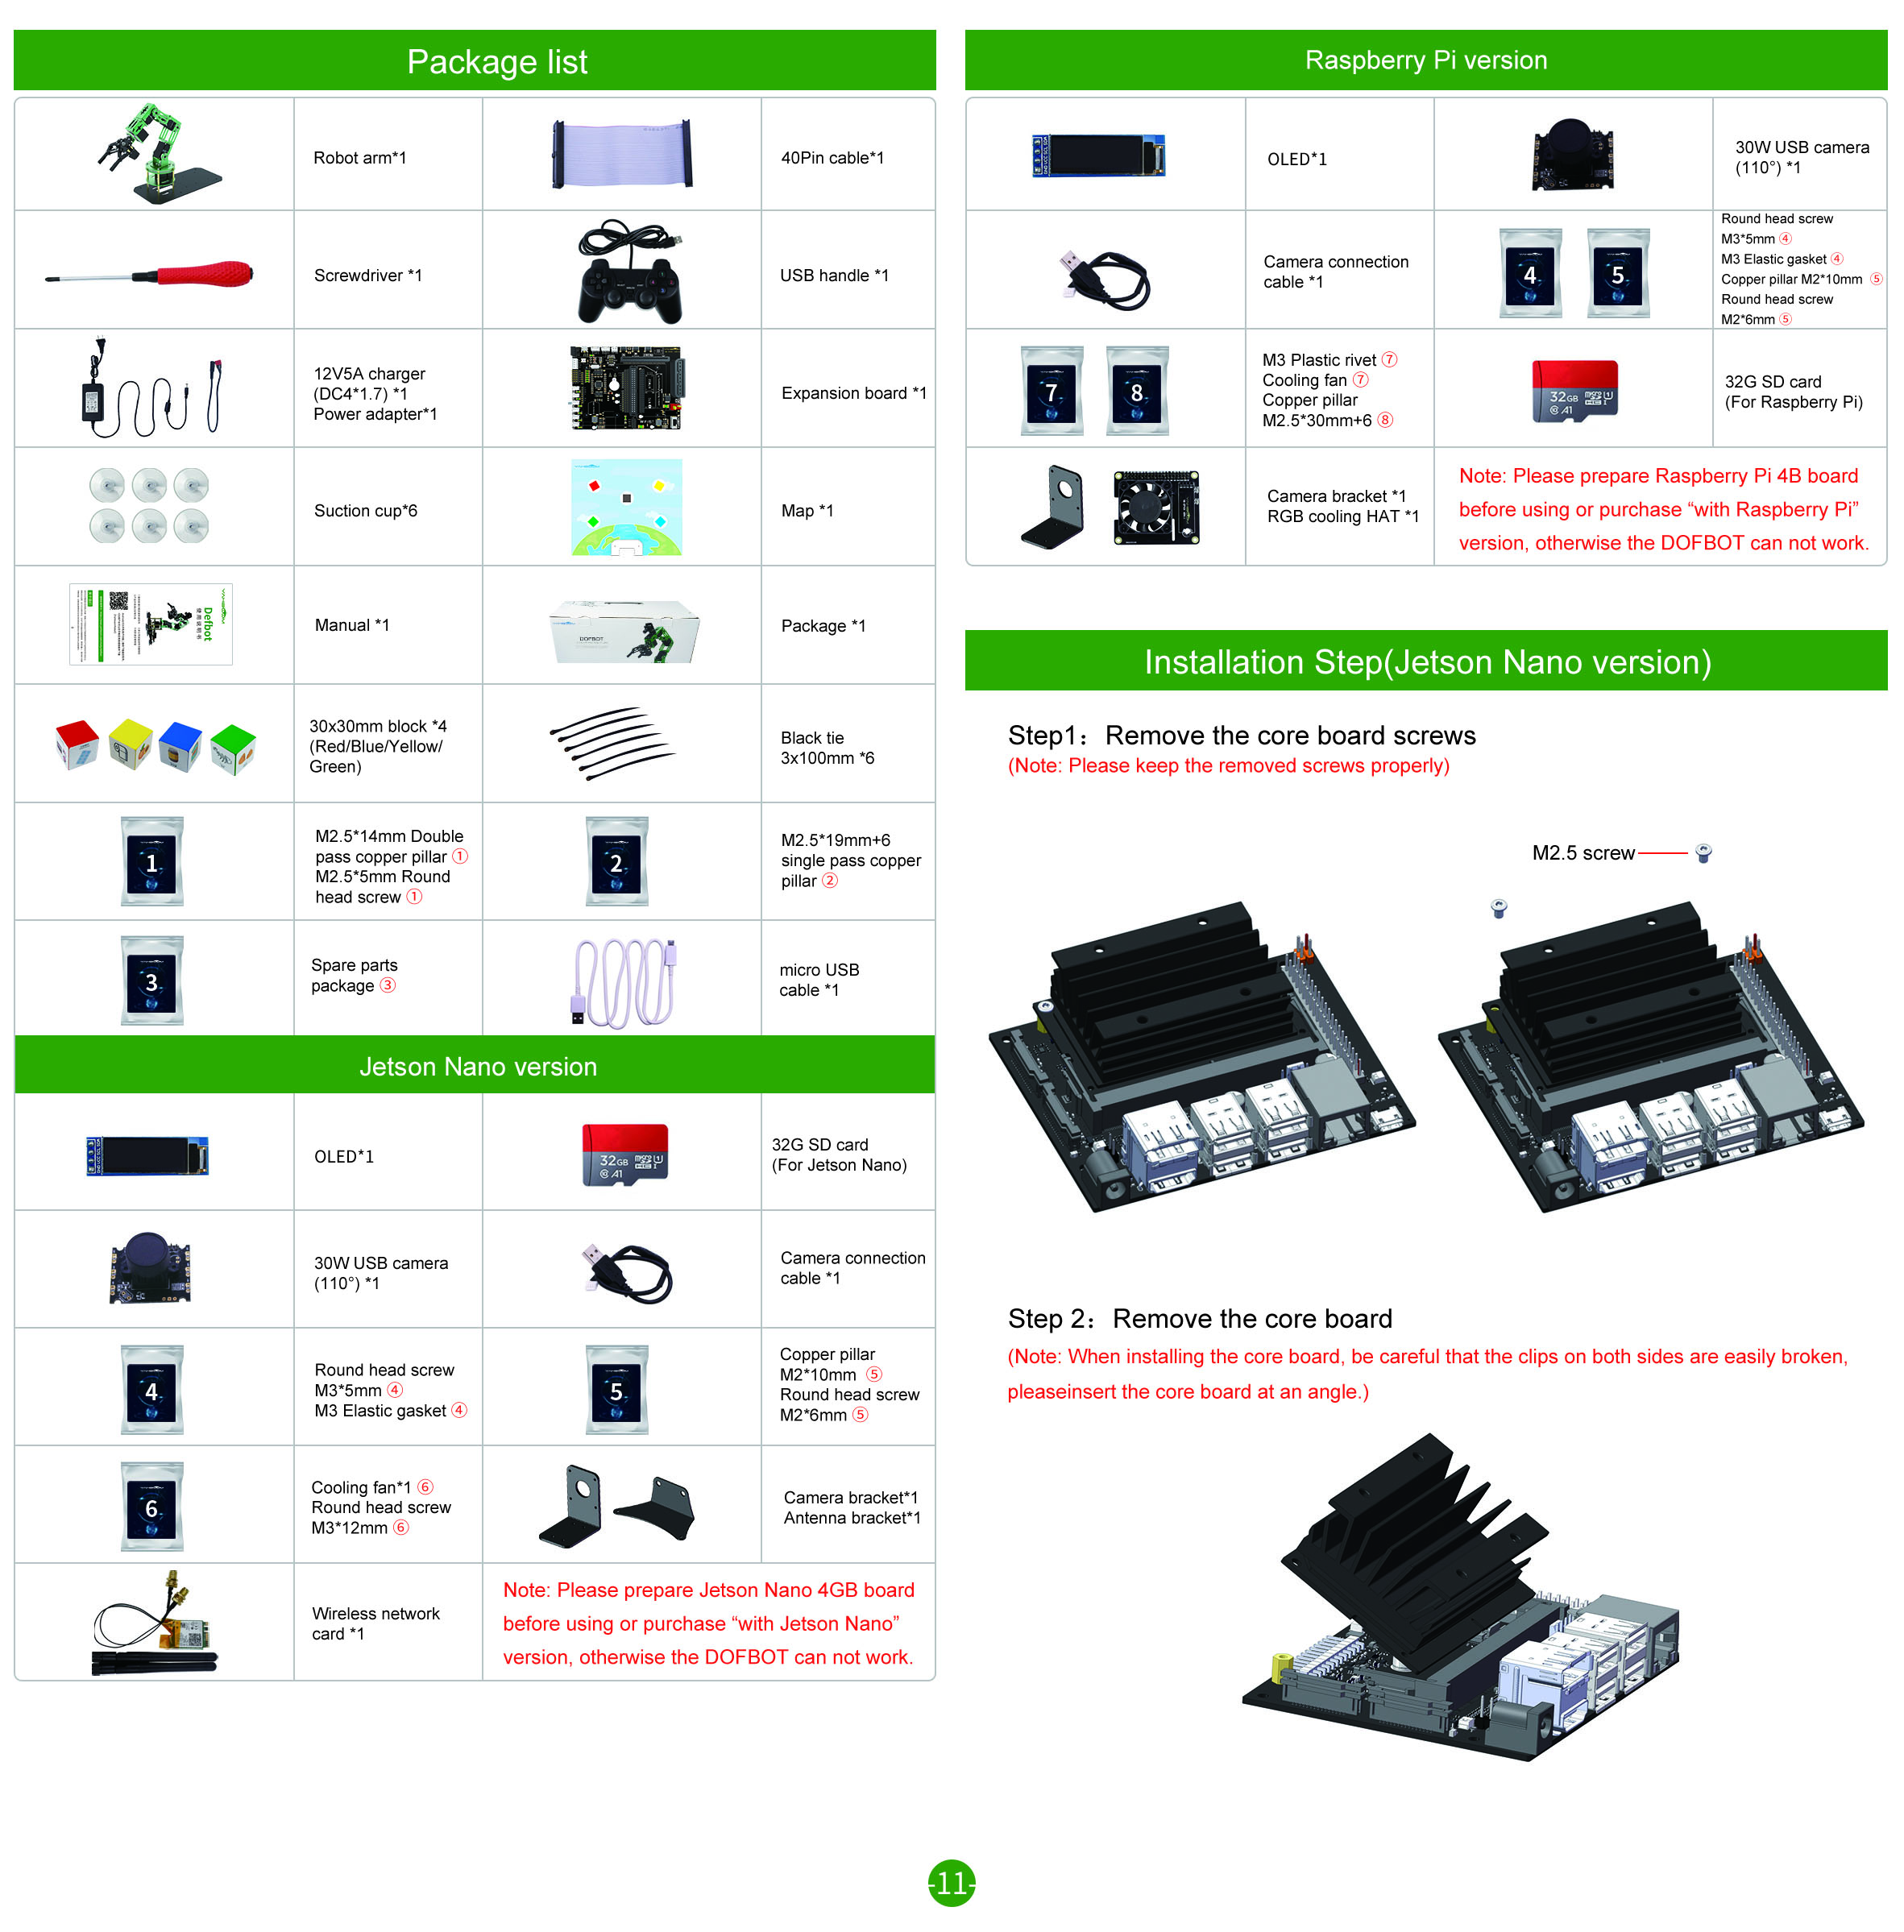 Package list
Robot arm*1
40Pin cable*1
Screwdriver *1
USB handle *1
12V5A charger
(DC4*1.7) *1
Power adapter*1
Expansion board *1
Suction cup*6
Map *1
Defbot
Manual *1
DOFBOT
Package *1
30x30mm block *4
(Red/Blue/Yellow/
Green)
Black tie
3x100mm *6
1
M2.5*14mm Double
pass copper pillar ①
M2.5*5mm Round
head screw ①
2
M2.5*19mm+6
single pass copper
pillar ②
3
Spare parts
package ③
micro USB
cable *1
Jetson Nano version
OLED*1
32GB
A1
32G SD card
(For Jetson Nano)
30W USB camera
(110°) *1
Camera connection
cable *1
4
Round head screw
M3*5mm ④
M3 Elastic gasket ④
5
Copper pillar
M2*10mm ⑤
Round head screw
M2*6mm ⑤
6
Cooling fan*1 ⑥
Round head screw
M3*12mm ⑥
Camera bracket*1
Antenna bracket*1
Wireless network
card *1
Note: Please prepare Jetson Nano 4GB board
before using or purchase “with Jetson Nano”
version, otherwise the DOFBOT can not work.
Raspberry Pi version
OLED*1
30W USB camera
(110°) *1
Camera connection
cable *1
4 5
Round head screw
M3*5mm ④
M3 Elastic gasket ④
Copper pillar M2*10mm ⑤
Round head screw
M2*6mm ⑤
7 8
M3 Plastic rivet ⑦
Cooling fan ⑦
Copper pillar
M2.5*30mm+6 ⑧
32GB
A1
32G SD card
(For Raspberry Pi)
Camera bracket *1
RGB cooling HAT *1
Note: Please prepare Raspberry Pi 4B board
before using or purchase “with Raspberry Pi”
version, otherwise the DOFBOT can not work.
Installation Step(Jetson Nano version)
Step1：Remove the core board screws
(Note: Please keep the removed screws properly)
M2.5 screw
Step 2：Remove the core board
(Note: When installing the core board, be careful that the clips on both sides are easily broken,
pleaseinsert the core board at an angle.)
-11-